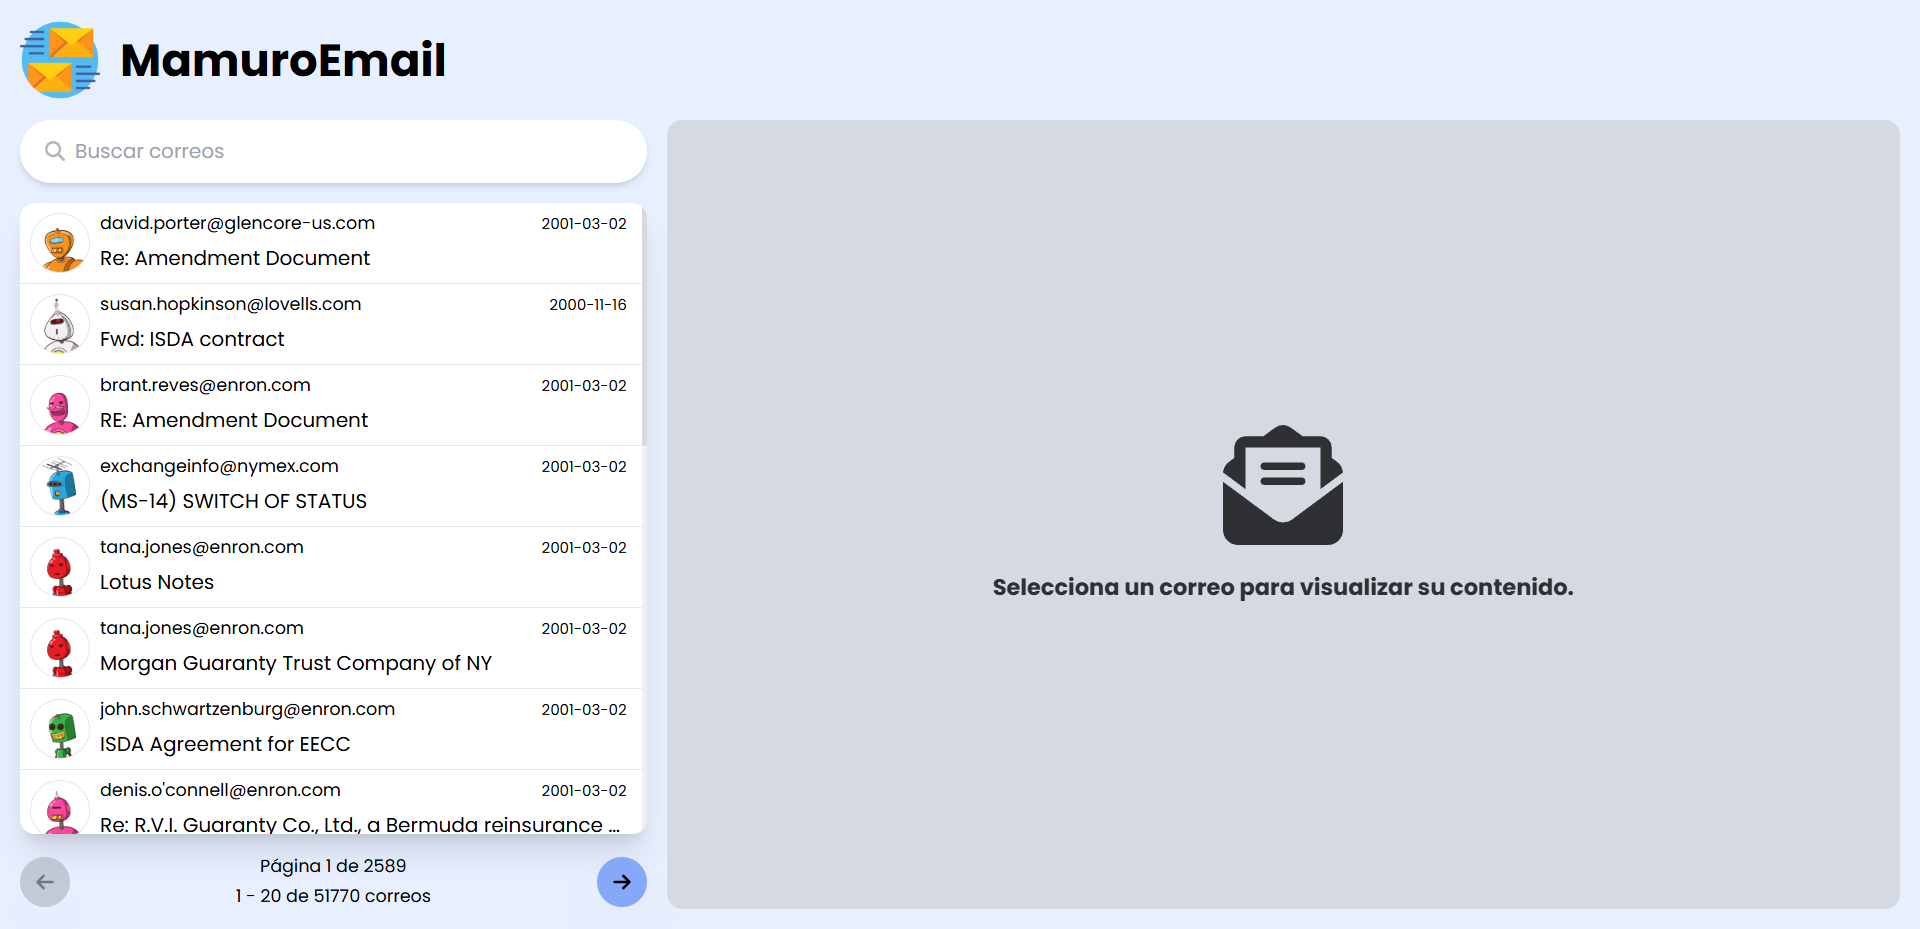 MamuroEmail
Buscar correos
david.porter@glencore-us.com 2001-03-02
Re: Amendment Document
susan.hopkinson@lovells.com 2000-11-16
Fwd: ISDA contract
brant.reves@enron.com 2001-03-02
RE: Amendment Document
exchangeinfo@nymex.com 2001-03-02
(MS-14) SWITCH OF STATUS
tana.jones@enron.com 2001-03-02
Lotus Notes
tana.jones@enron.com 2001-03-02
Morgan Guaranty Trust Company of NY
john.schwartzenburg@enron.com 2001-03-02
ISDA Agreement for EECC
denis.o'connell@enron.com 2001-03-02
Re: R.V.I. Guaranty Co., Ltd., a Bermuda reinsurance ...
Página 1 de 2589
1 - 20 de 51770 correos
Selecciona un correo para visualizar su contenido.